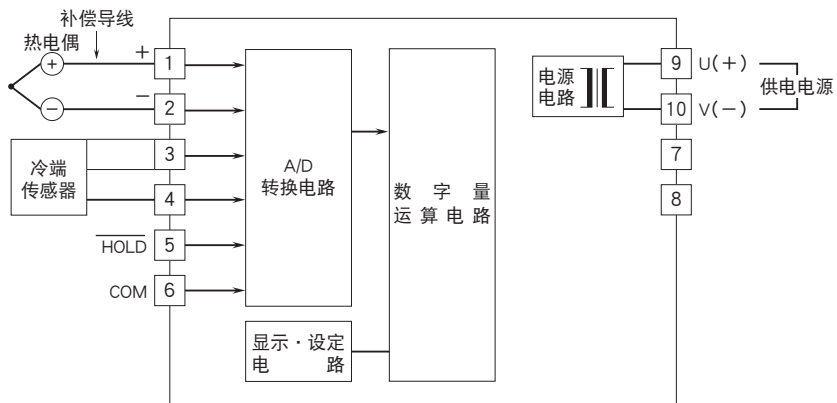 补偿导线
热电偶
+
+
−
−
1
2
3
4
5
6
冷端
传感器
HOLD
COM
A/D
转换电路
显示·设定
电 路
数 字 量
运算电路
电源
电路
9
10
7
8
U(+)
V(−)
供电电源